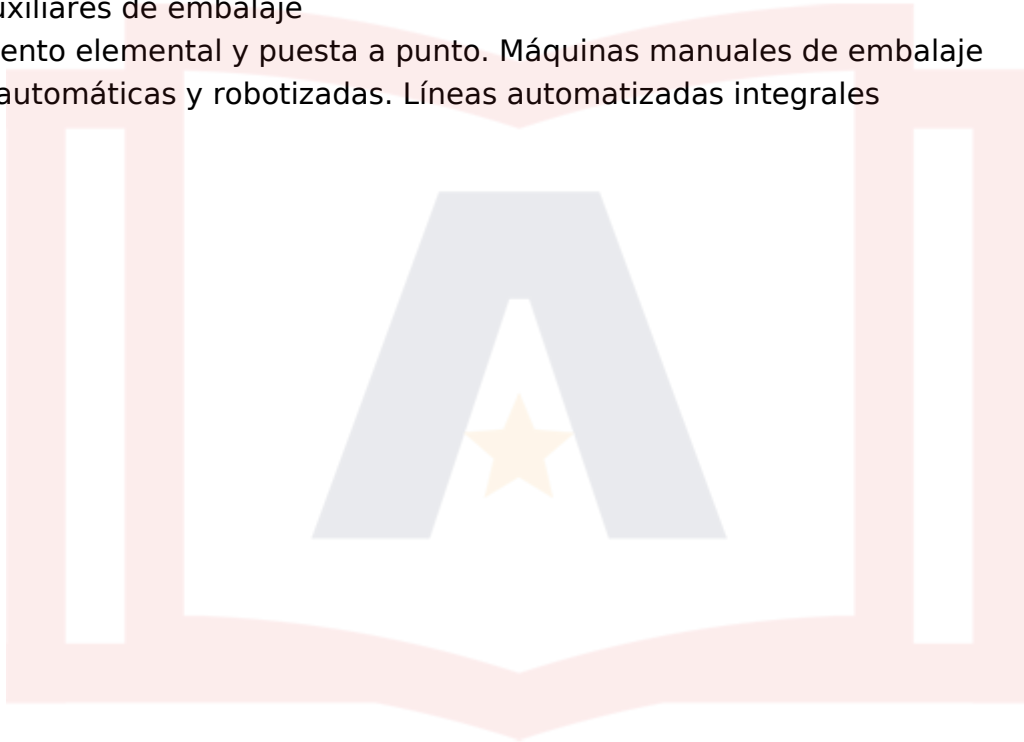 uxiliares de embalaje
ento elemental y puesta a punto. Máquinas manuales de embalaje
automáticas y robotizadas. Líneas automatizadas integrales